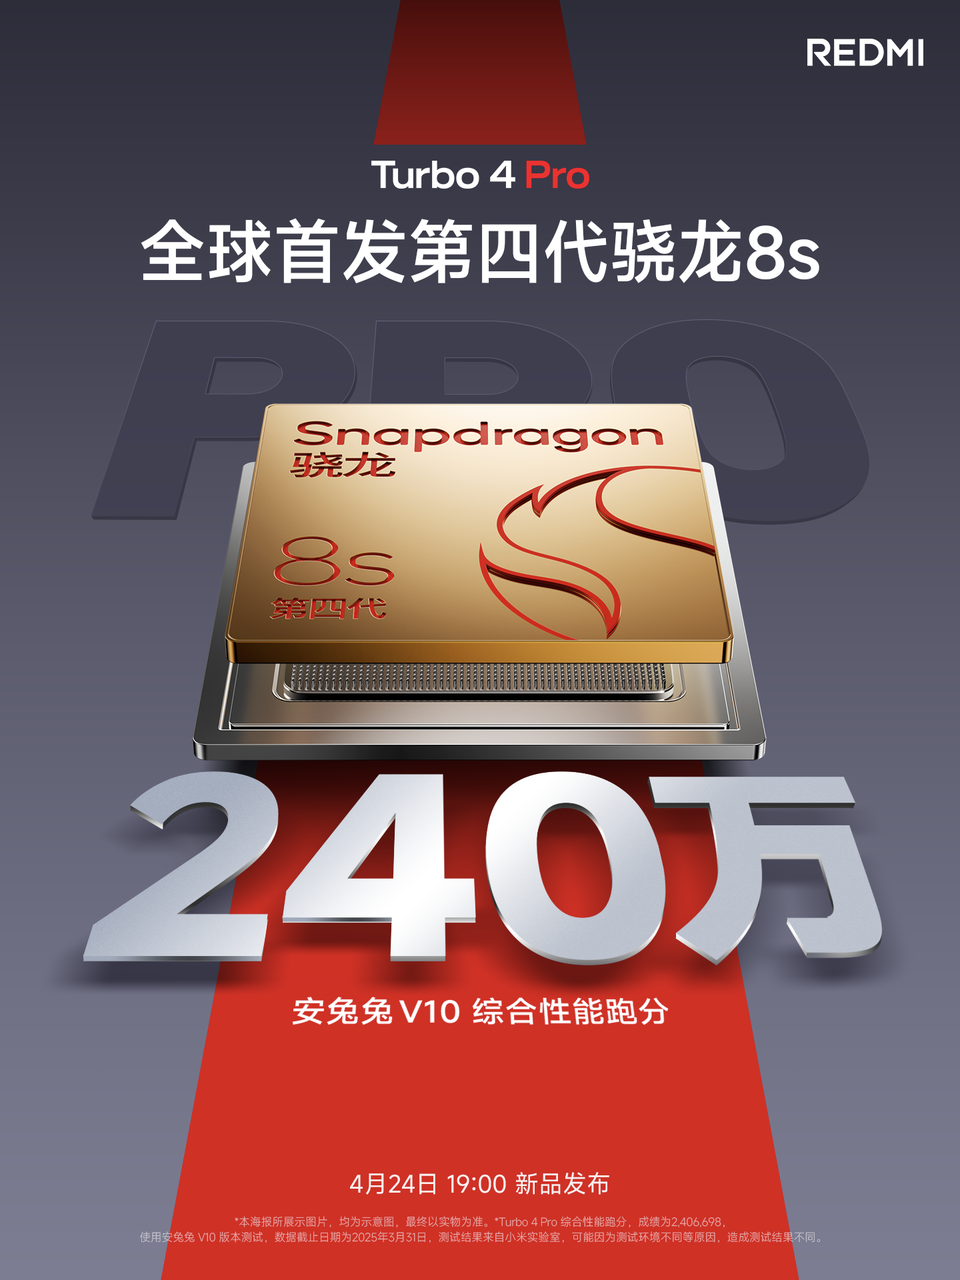 REDMI
Turbo 4 Pro
全球首发第四代骁龙8s
PRO
Snapdragon
骁龙
8s
第四代
240万
安兔兔 V10 综合性能跑分
4月24日 19:00 新品发布
*本海报所展示图片,均为示意图,最终以实物为准。*Turbo 4 Pro 综合性能跑分,成绩为2,406,698,
使用安兔兔 V10 版本测试,数据截止日期为2025年3月31日,测试结果来自小米实验室,可能因为测试环境不同等原因,造成测试结果不同。